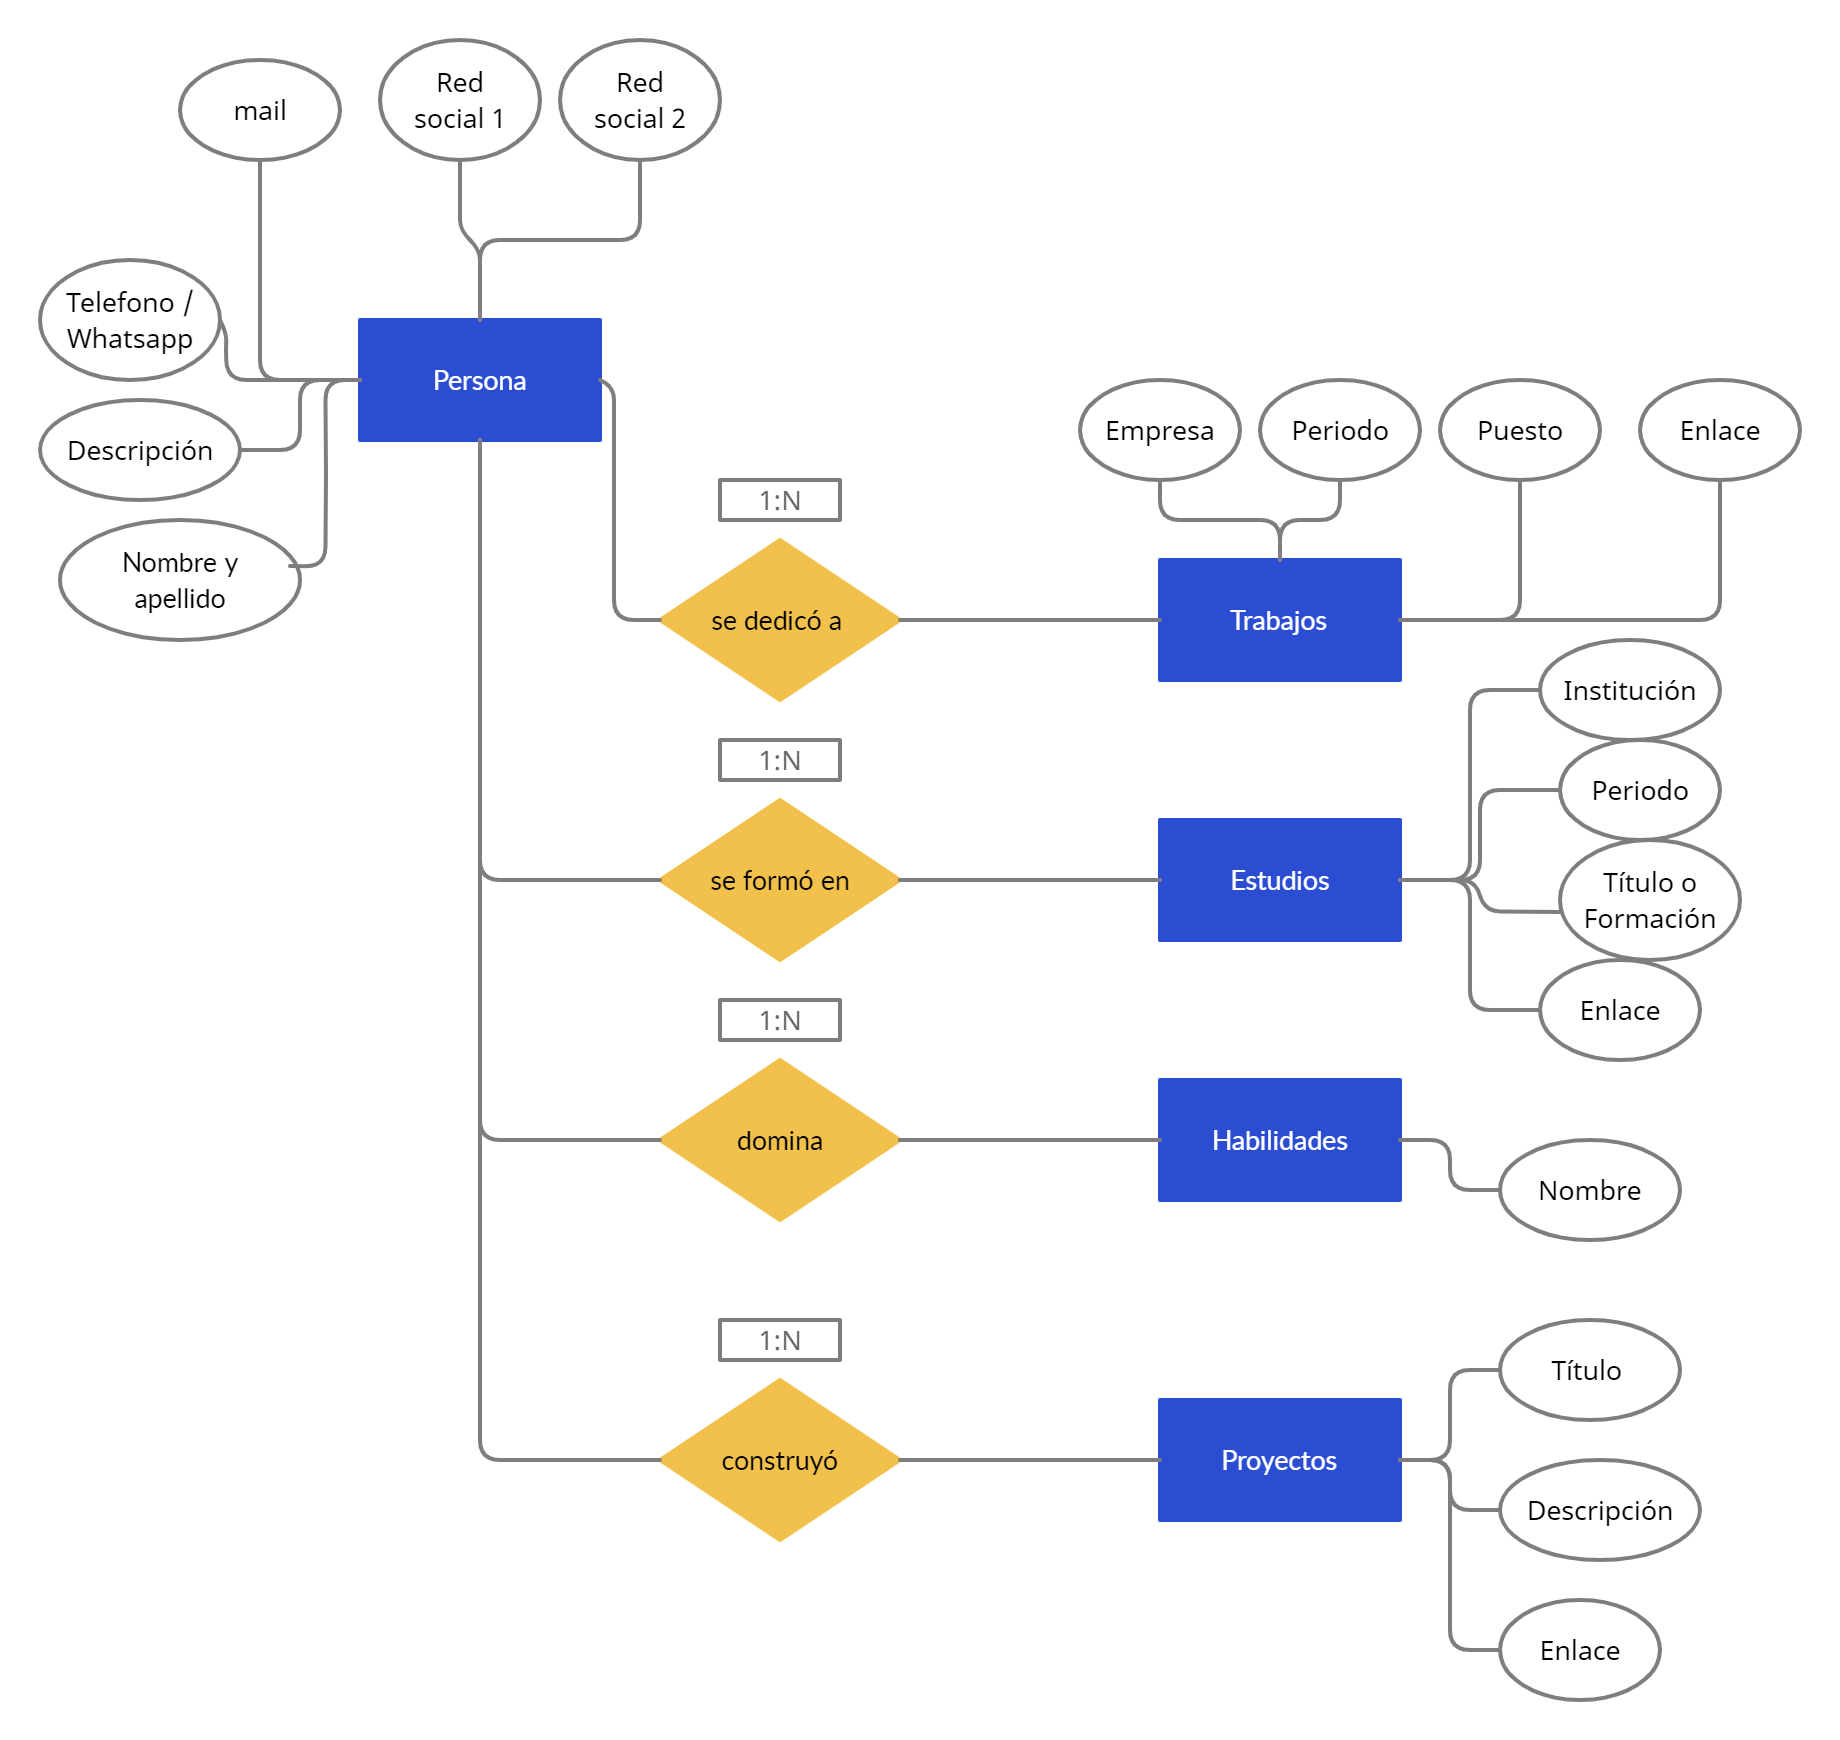 mail
Red
social 1
Red
social 2
Telefono /
Whatsapp
Persona
Descripción
Nombre y
apellido
Empresa
Periodo
Puesto
Enlace
1:N
se dedicó a
Trabajos
Institución
1:N
Periodo
se formó en
Estudios
Título o
Formación
Enlace
1:N
domina
Habilidades
Nombre
1:N
Título
construyó
Proyectos
Descripción
Enlace